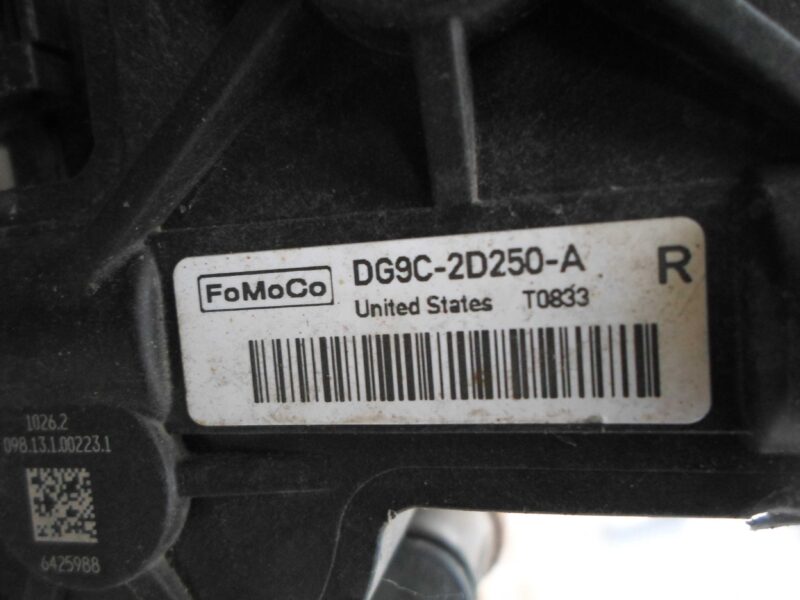 FoMoCo
DG9C-2D250-A
R
United States T0833
1026.2
098.13.1.00223.1
6425988